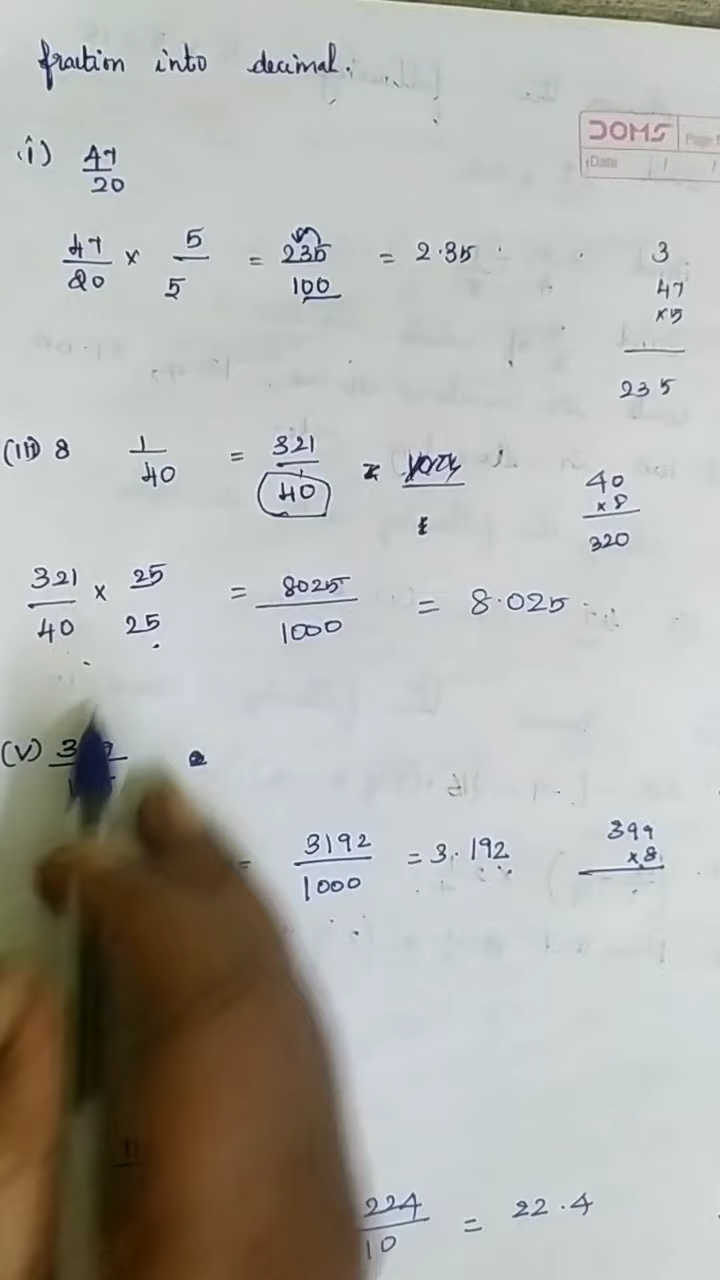 fraction into decimal.
DOMS
Page
Date / /
(i) 47/20
47/20 × 5/5 = 235/100 = 2.35
3
47
×5
235
(III) 8 1/40 = 321/40
40
×8
320
321/40 × 25/25 = 8025/1000 = 8.025
(V)
= 3192/1000 = 3.192
399
×8
224/10 = 22.4